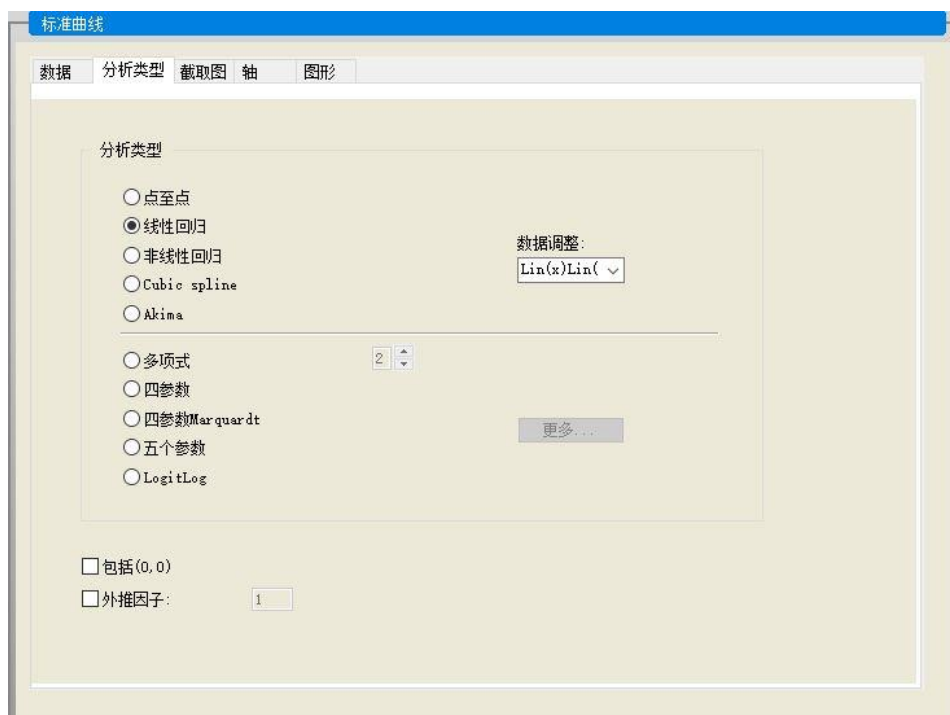 标准曲线
数据 分析类型 截取图 轴 图形
分析类型
点至点
线性回归
非线性回归
Cubic spline
Akima
数据调整:
Lin(x)Lin(
多项式 2
四参数
四参数Marquardt
五个参数
LogitLog
更多...
包括(0,0)
外推因子: 1